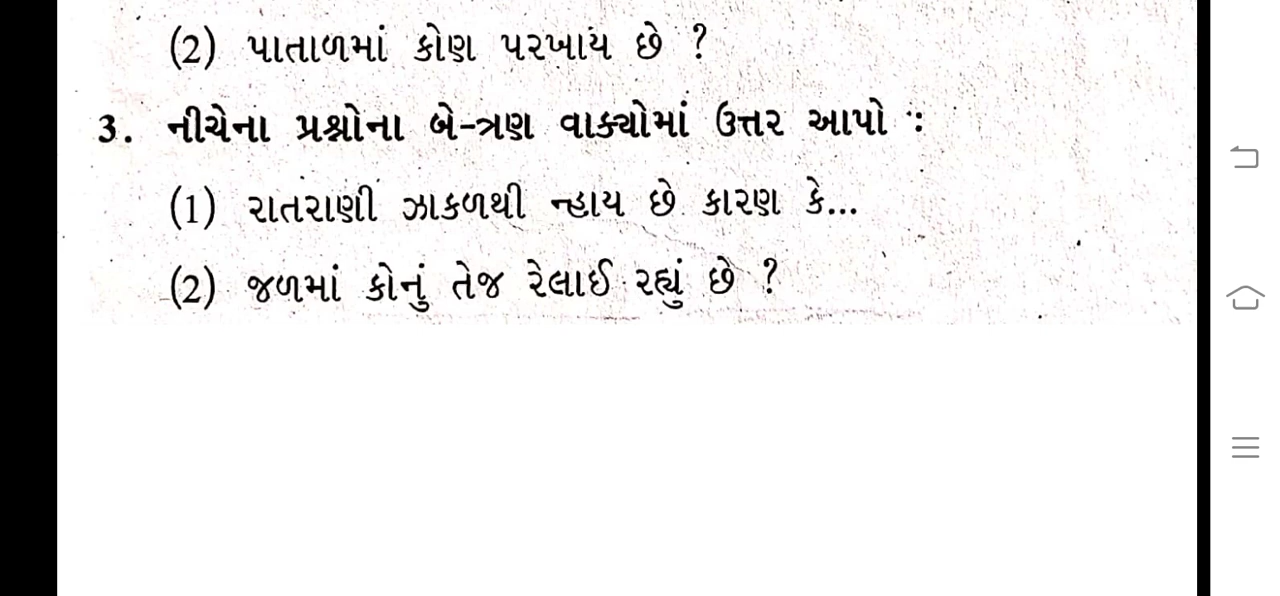 (2) પાતાળમાં કોણ પરખાય છે ?
3. નીચેના પ્રશ્નોના બે-ત્રણ વાક્યોમાં ઉત્તર આપો :
(1) રાતરાણી ઝાકળથી ન્હાય છે કારણ કે...
(2) જળમાં કોનું તેજ રેલાઈ રહ્યું છે ?